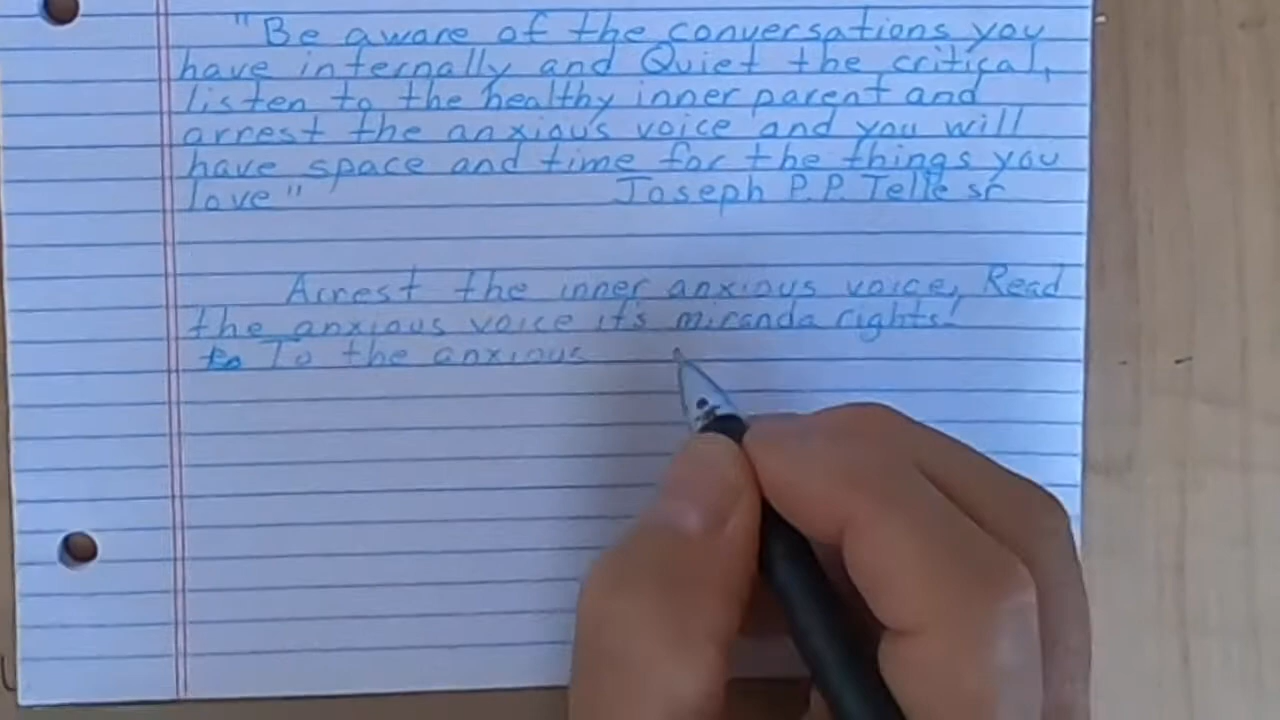 "Be aware of the conversations you
have internally and Quiet the critical,
listen to the healthy inner parent and
arrest the anxious voice and you will
have space and time for the things you
love" Joseph P.P. Telle sr
Arrest the inner anxious voice, Read
the anxious voice it's miranda rights!
To the anxious